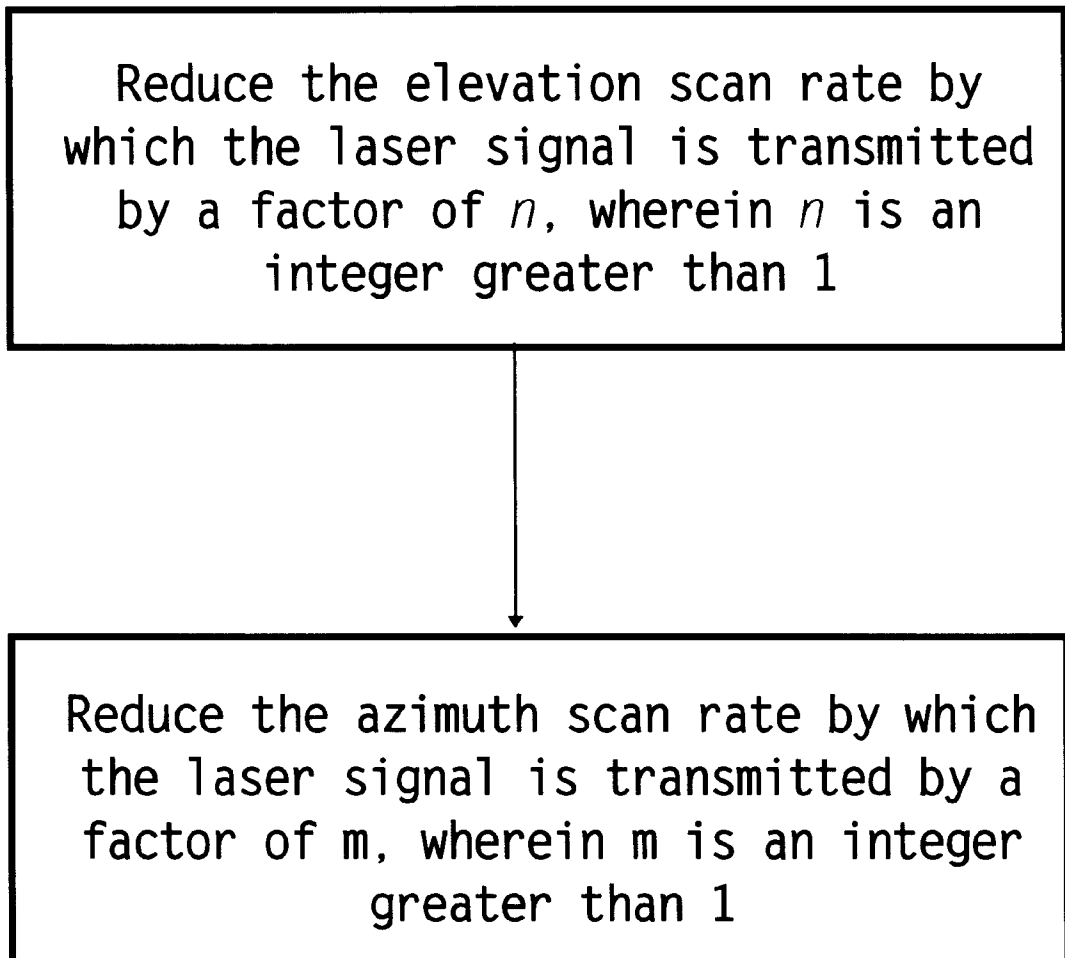 Reduce the elevation scan rate by
which the laser signal is transmitted
by a factor of n, wherein n is an
integer greater than 1
Reduce the azimuth scan rate by which
the laser signal is transmitted by a
factor of m, wherein m is an integer
greater than 1